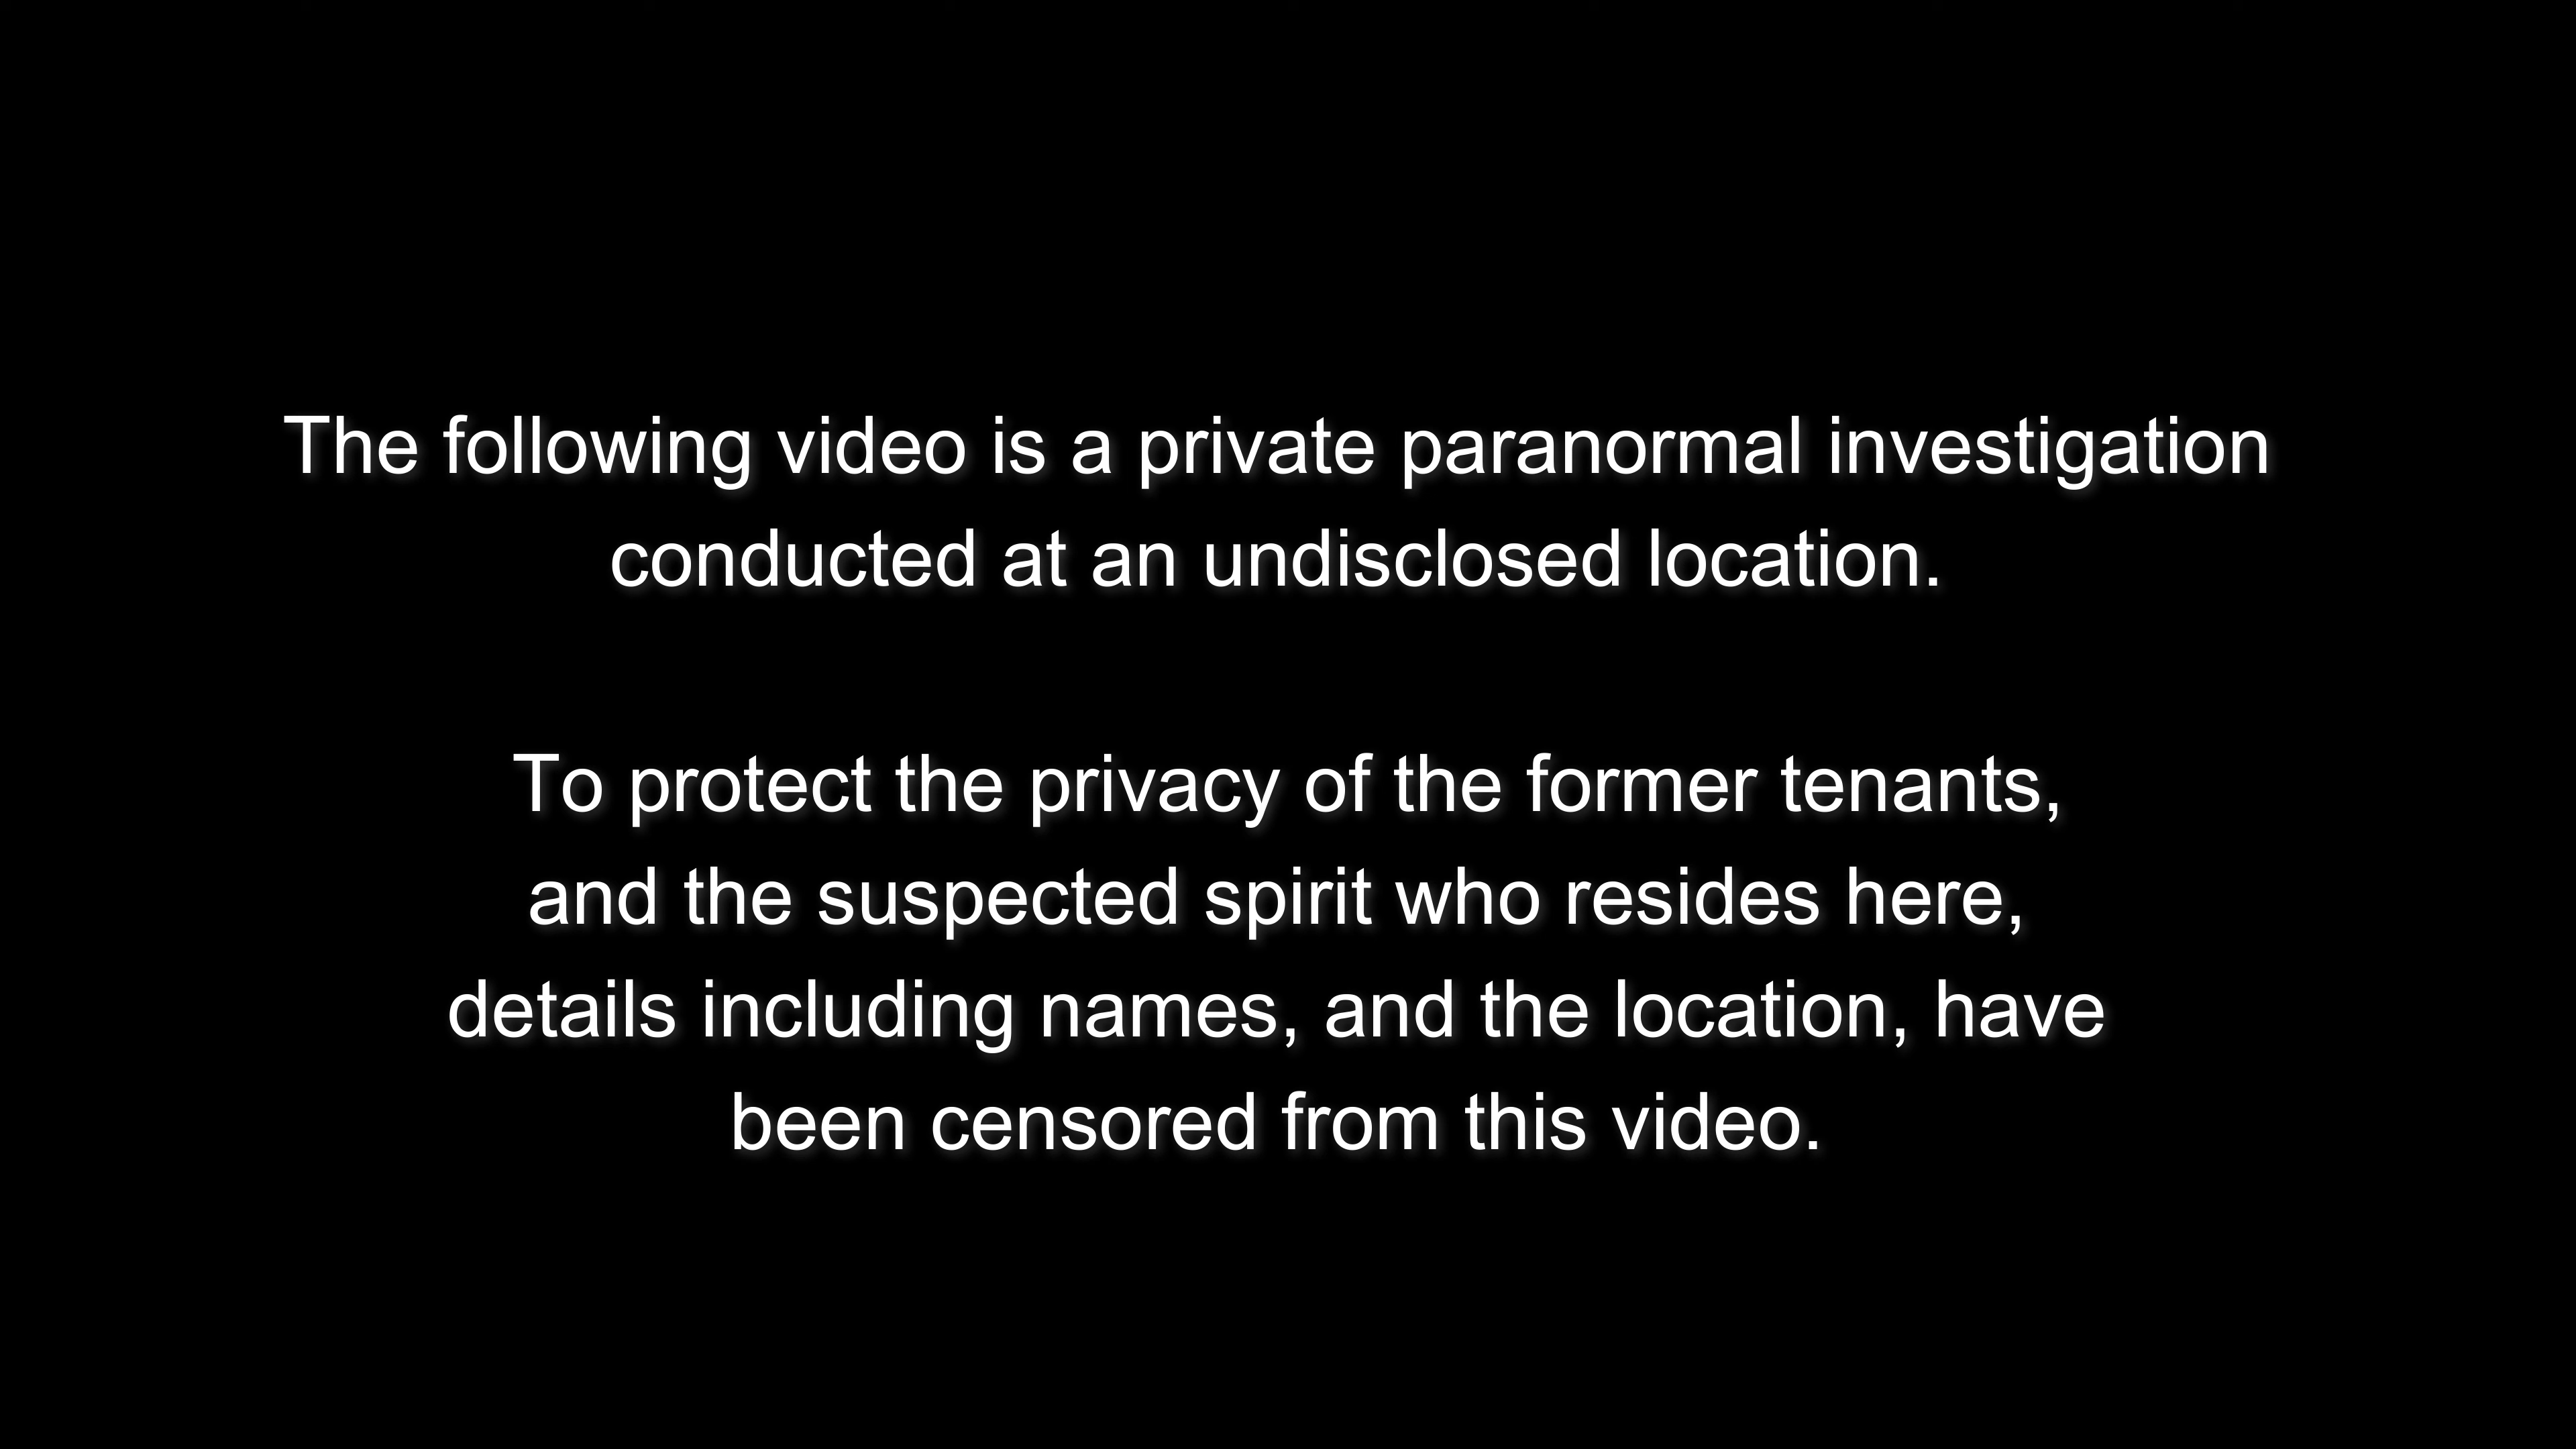 The following video is a private paranormal investigation
conducted at an undisclosed location.
To protect the privacy of the former tenants,
and the suspected spirit who resides here,
details including names, and the location, have
been censored from this video.